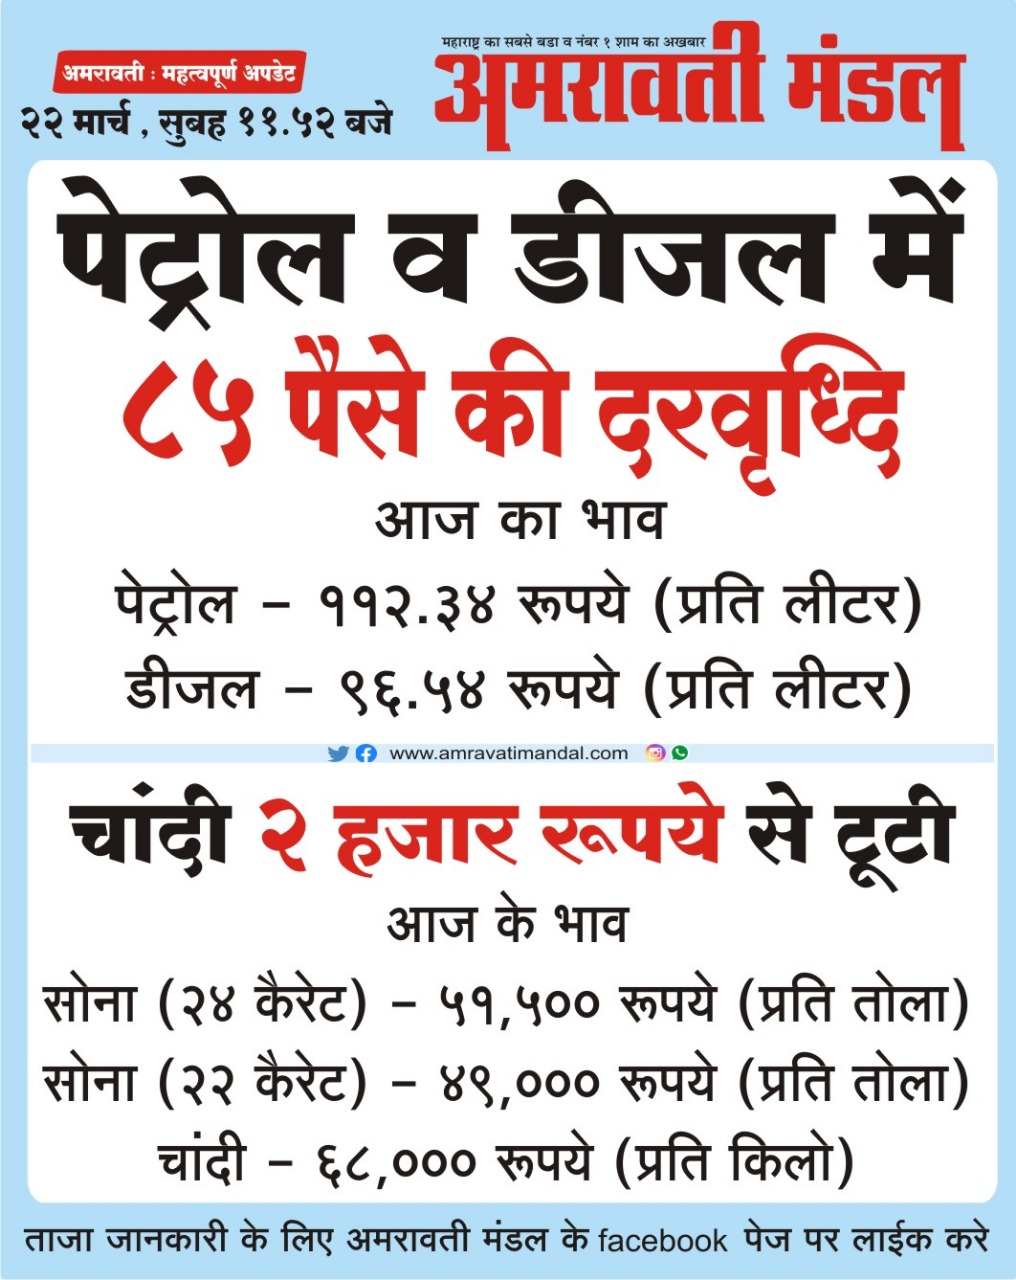 अमरावती : महत्वपूर्ण अपडेट
२२ मार्च , सुबह ११.५२ बजे
महाराष्ट्र का सबसे बडा व नंबर १ शाम का अखबार
अमरावती मंडल
पेट्रोल व डीजल में
८५ पैसे की दरवृध्दि
आज का भाव
पेट्रोल – ११२.३४ रूपये (प्रति लीटर)
डीजल – ९६.५४ रूपये (प्रति लीटर)
www.amravatimandal.com
चांदी २ हजार रूपये से टूटी
आज के भाव
सोना (२४ कैरेट) – ५१,५०० रूपये (प्रति तोला)
सोना (२२ कैरेट) – ४९,००० रूपये (प्रति तोला)
चांदी – ६८,००० रूपये (प्रति किलो)
ताजा जानकारी के लिए अमरावती मंडल के facebook पेज पर लाईक करे